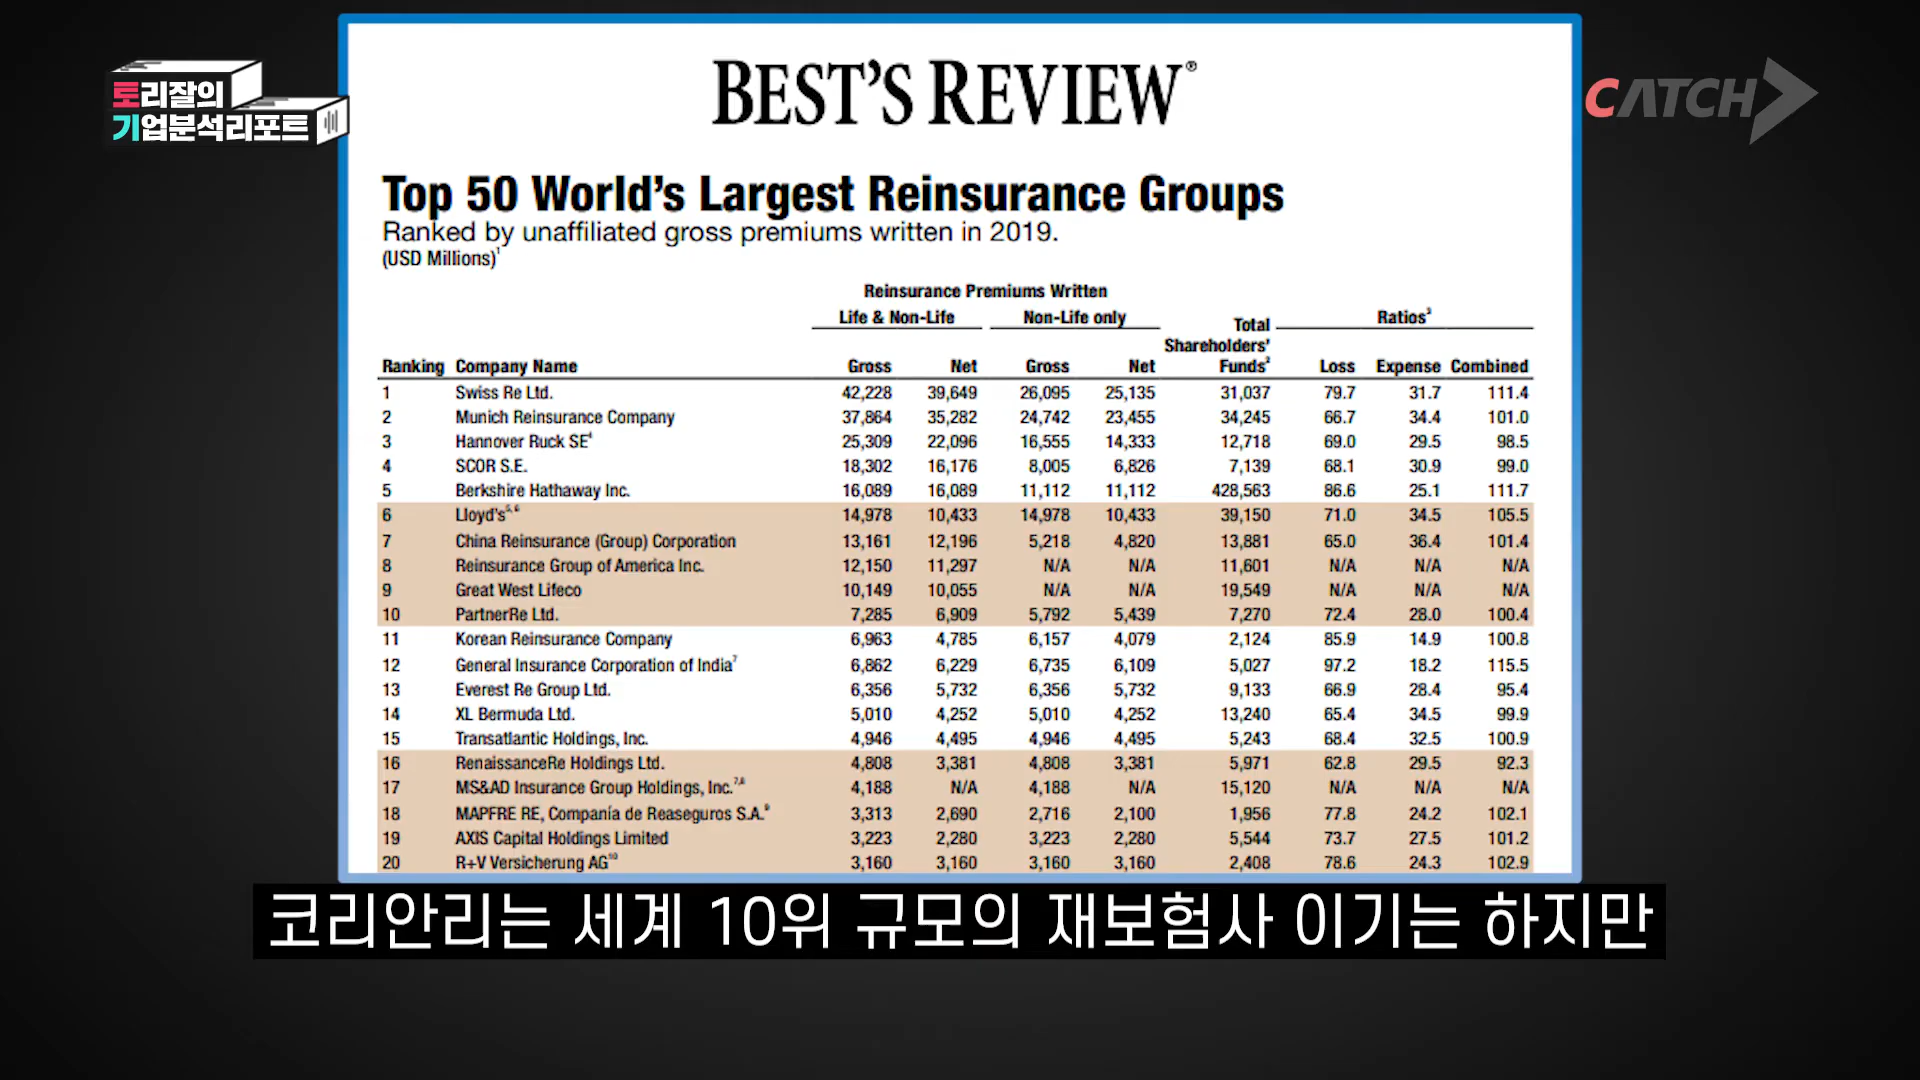 토리잘의
기업분석리포트
CATCH
BEST'S REVIEW®
Top 50 World's Largest Reinsurance Groups
Ranked by unaffiliated gross premiums written in 2019.
(USD Millions)¹
Reinsurance Premiums Written
Life & Non-Life Non-Life only Total Shareholders' Funds² Ratios³
Ranking Company Name Gross Net Gross Net Loss Expense Combined
1 Swiss Re Ltd. 42,228 39,649 26,095 25,135 31,037 79.7 31.7 111.4
2 Munich Reinsurance Company 37,864 35,282 24,742 23,455 34,245 66.7 34.4 101.0
3 Hannover Ruck SE⁴ 25,309 22,096 16,555 14,333 12,718 69.0 29.5 98.5
4 SCOR S.E. 18,302 16,176 8,005 6,826 7,139 68.1 30.9 99.0
5 Berkshire Hathaway Inc. 16,089 16,089 11,112 11,112 428,563 86.6 25.1 111.7
6 Lloyd's⁵,⁶ 14,978 10,433 14,978 10,433 39,150 71.0 34.5 105.5
7 China Reinsurance (Group) Corporation 13,161 12,196 5,218 4,820 13,881 65.0 36.4 101.4
8 Reinsurance Group of America Inc. 12,150 11,297 N/A N/A 11,601 N/A N/A N/A
9 Great West Lifeco 10,149 10,055 N/A N/A 19,549 N/A N/A N/A
10 PartnerRe Ltd. 7,285 6,909 5,792 5,439 7,270 72.4 28.0 100.4
11 Korean Reinsurance Company 6,963 4,785 6,157 4,079 2,124 85.9 14.9 100.8
12 General Insurance Corporation of India⁷ 6,862 6,229 6,735 6,109 5,027 97.2 18.2 115.5
13 Everest Re Group Ltd. 6,356 5,732 6,356 5,732 9,133 66.9 28.4 95.4
14 XL Bermuda Ltd. 5,010 4,252 5,010 4,252 13,240 65.4 34.5 99.9
15 Transatlantic Holdings, Inc. 4,946 4,495 4,946 4,495 5,243 68.4 32.5 100.9
16 RenaissanceRe Holdings Ltd. 4,808 3,381 4,808 3,381 5,971 62.8 29.5 92.3
17 MS&AD Insurance Group Holdings, Inc.⁷,⁸ 4,188 N/A 4,188 N/A 15,120 N/A N/A N/A
18 MAPFRE RE, Companía de Reaseguros S.A.⁹ 3,313 2,690 2,716 2,100 1,956 77.8 24.2 102.1
19 AXIS Capital Holdings Limited 3,223 2,280 3,223 2,280 5,544 73.7 27.5 101.2
20 R+V Versicherung AG¹⁰ 3,160 3,160 3,160 3,160 2,408 78.6 24.3 102.9
코리안리는 세계 10위 규모의 재보험사 이기는 하지만